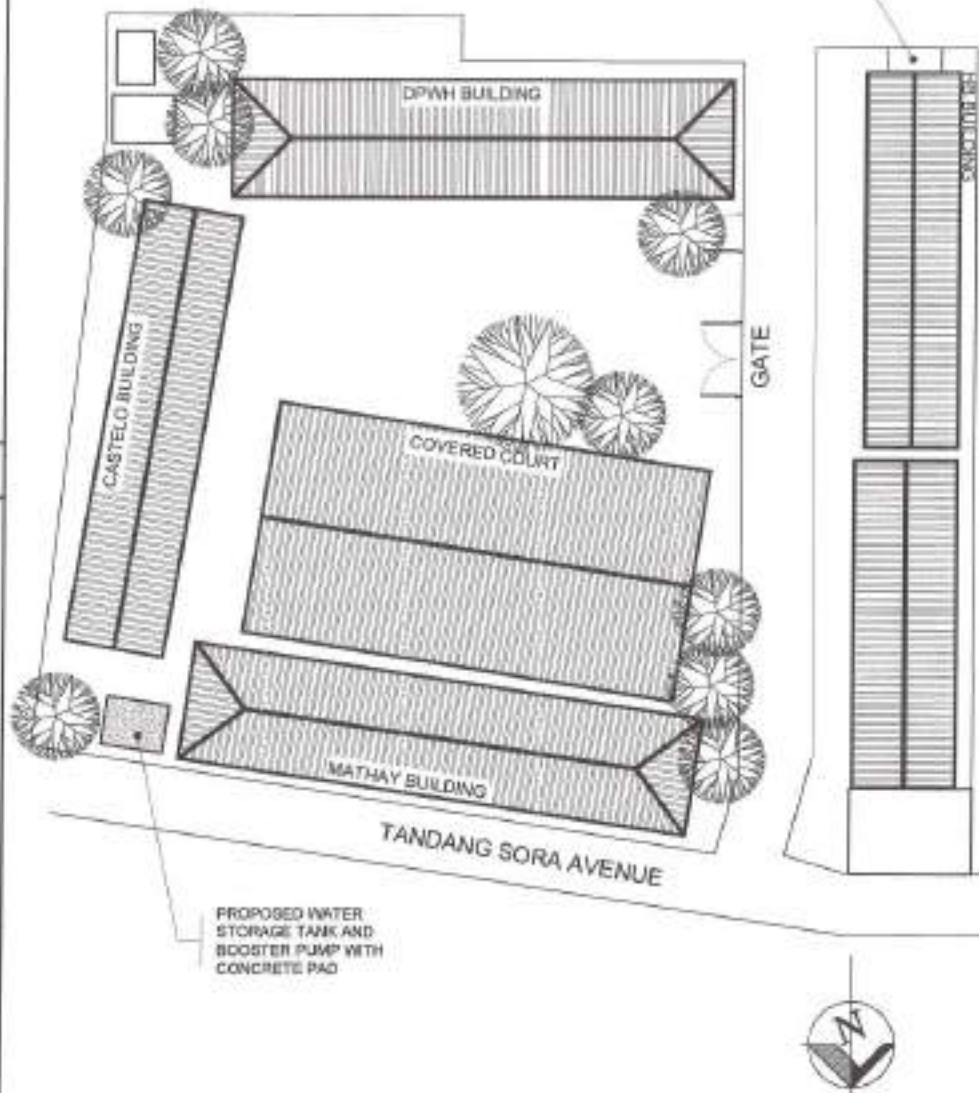 DPWH BUILDING
CASTELO BUILDING
GATE
COVERED COURT
MATHAY BUILDING
TANDANG SORA AVENUE
PROPOSED WATER
STORAGE TANK AND
BOOSTER PUMP WITH
CONCRETE PAD
BUILDING
N